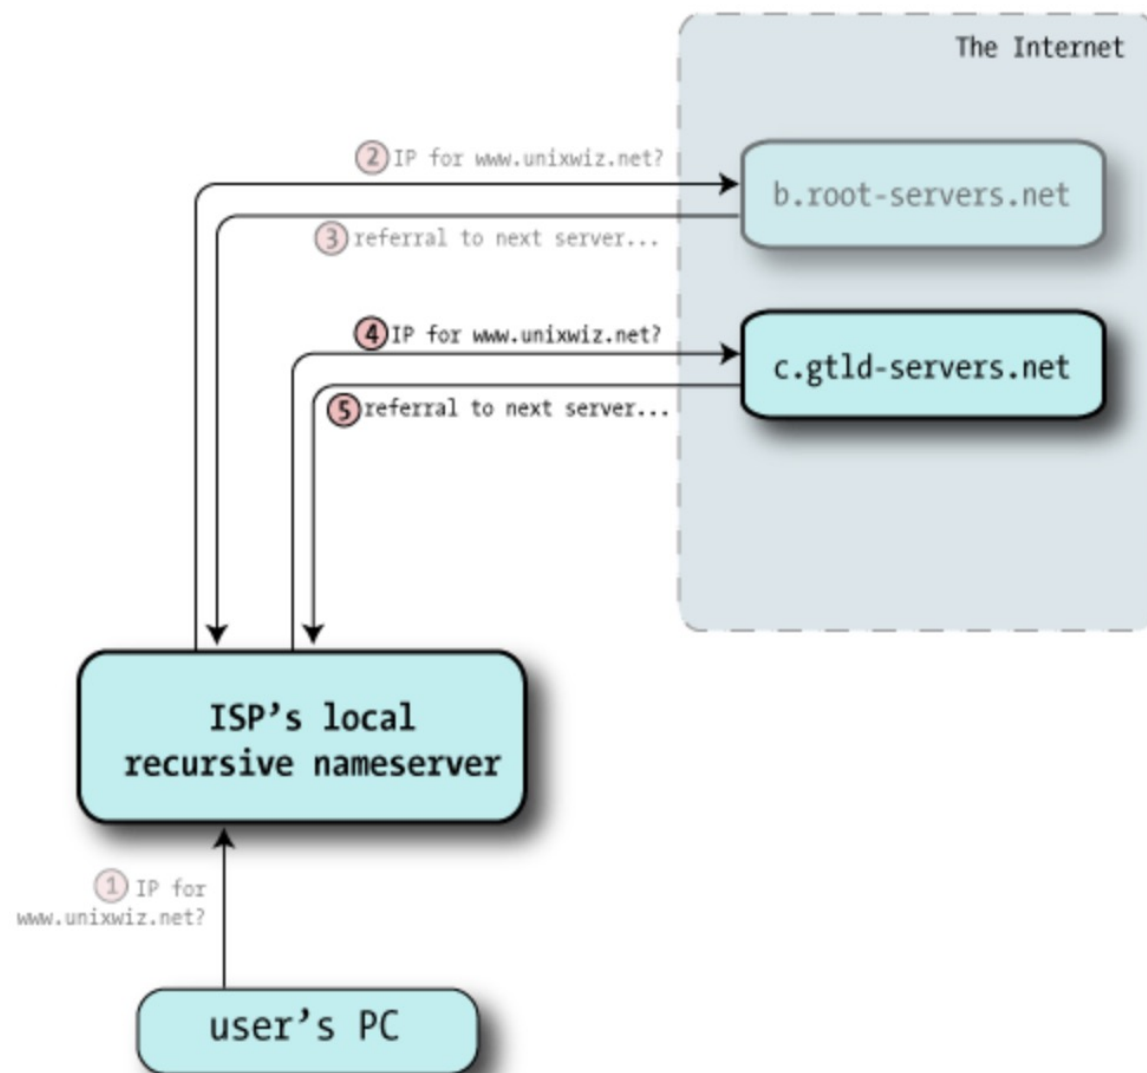 The Internet
2 IP for www.unixwiz.net?
b.root-servers.net
3 referral to next server...
4 IP for www.unixwiz.net?
c.gtld-servers.net
5 referral to next server...
ISP’s local
recursive nameserver
1 IP for
www.unixwiz.net?
user’s PC